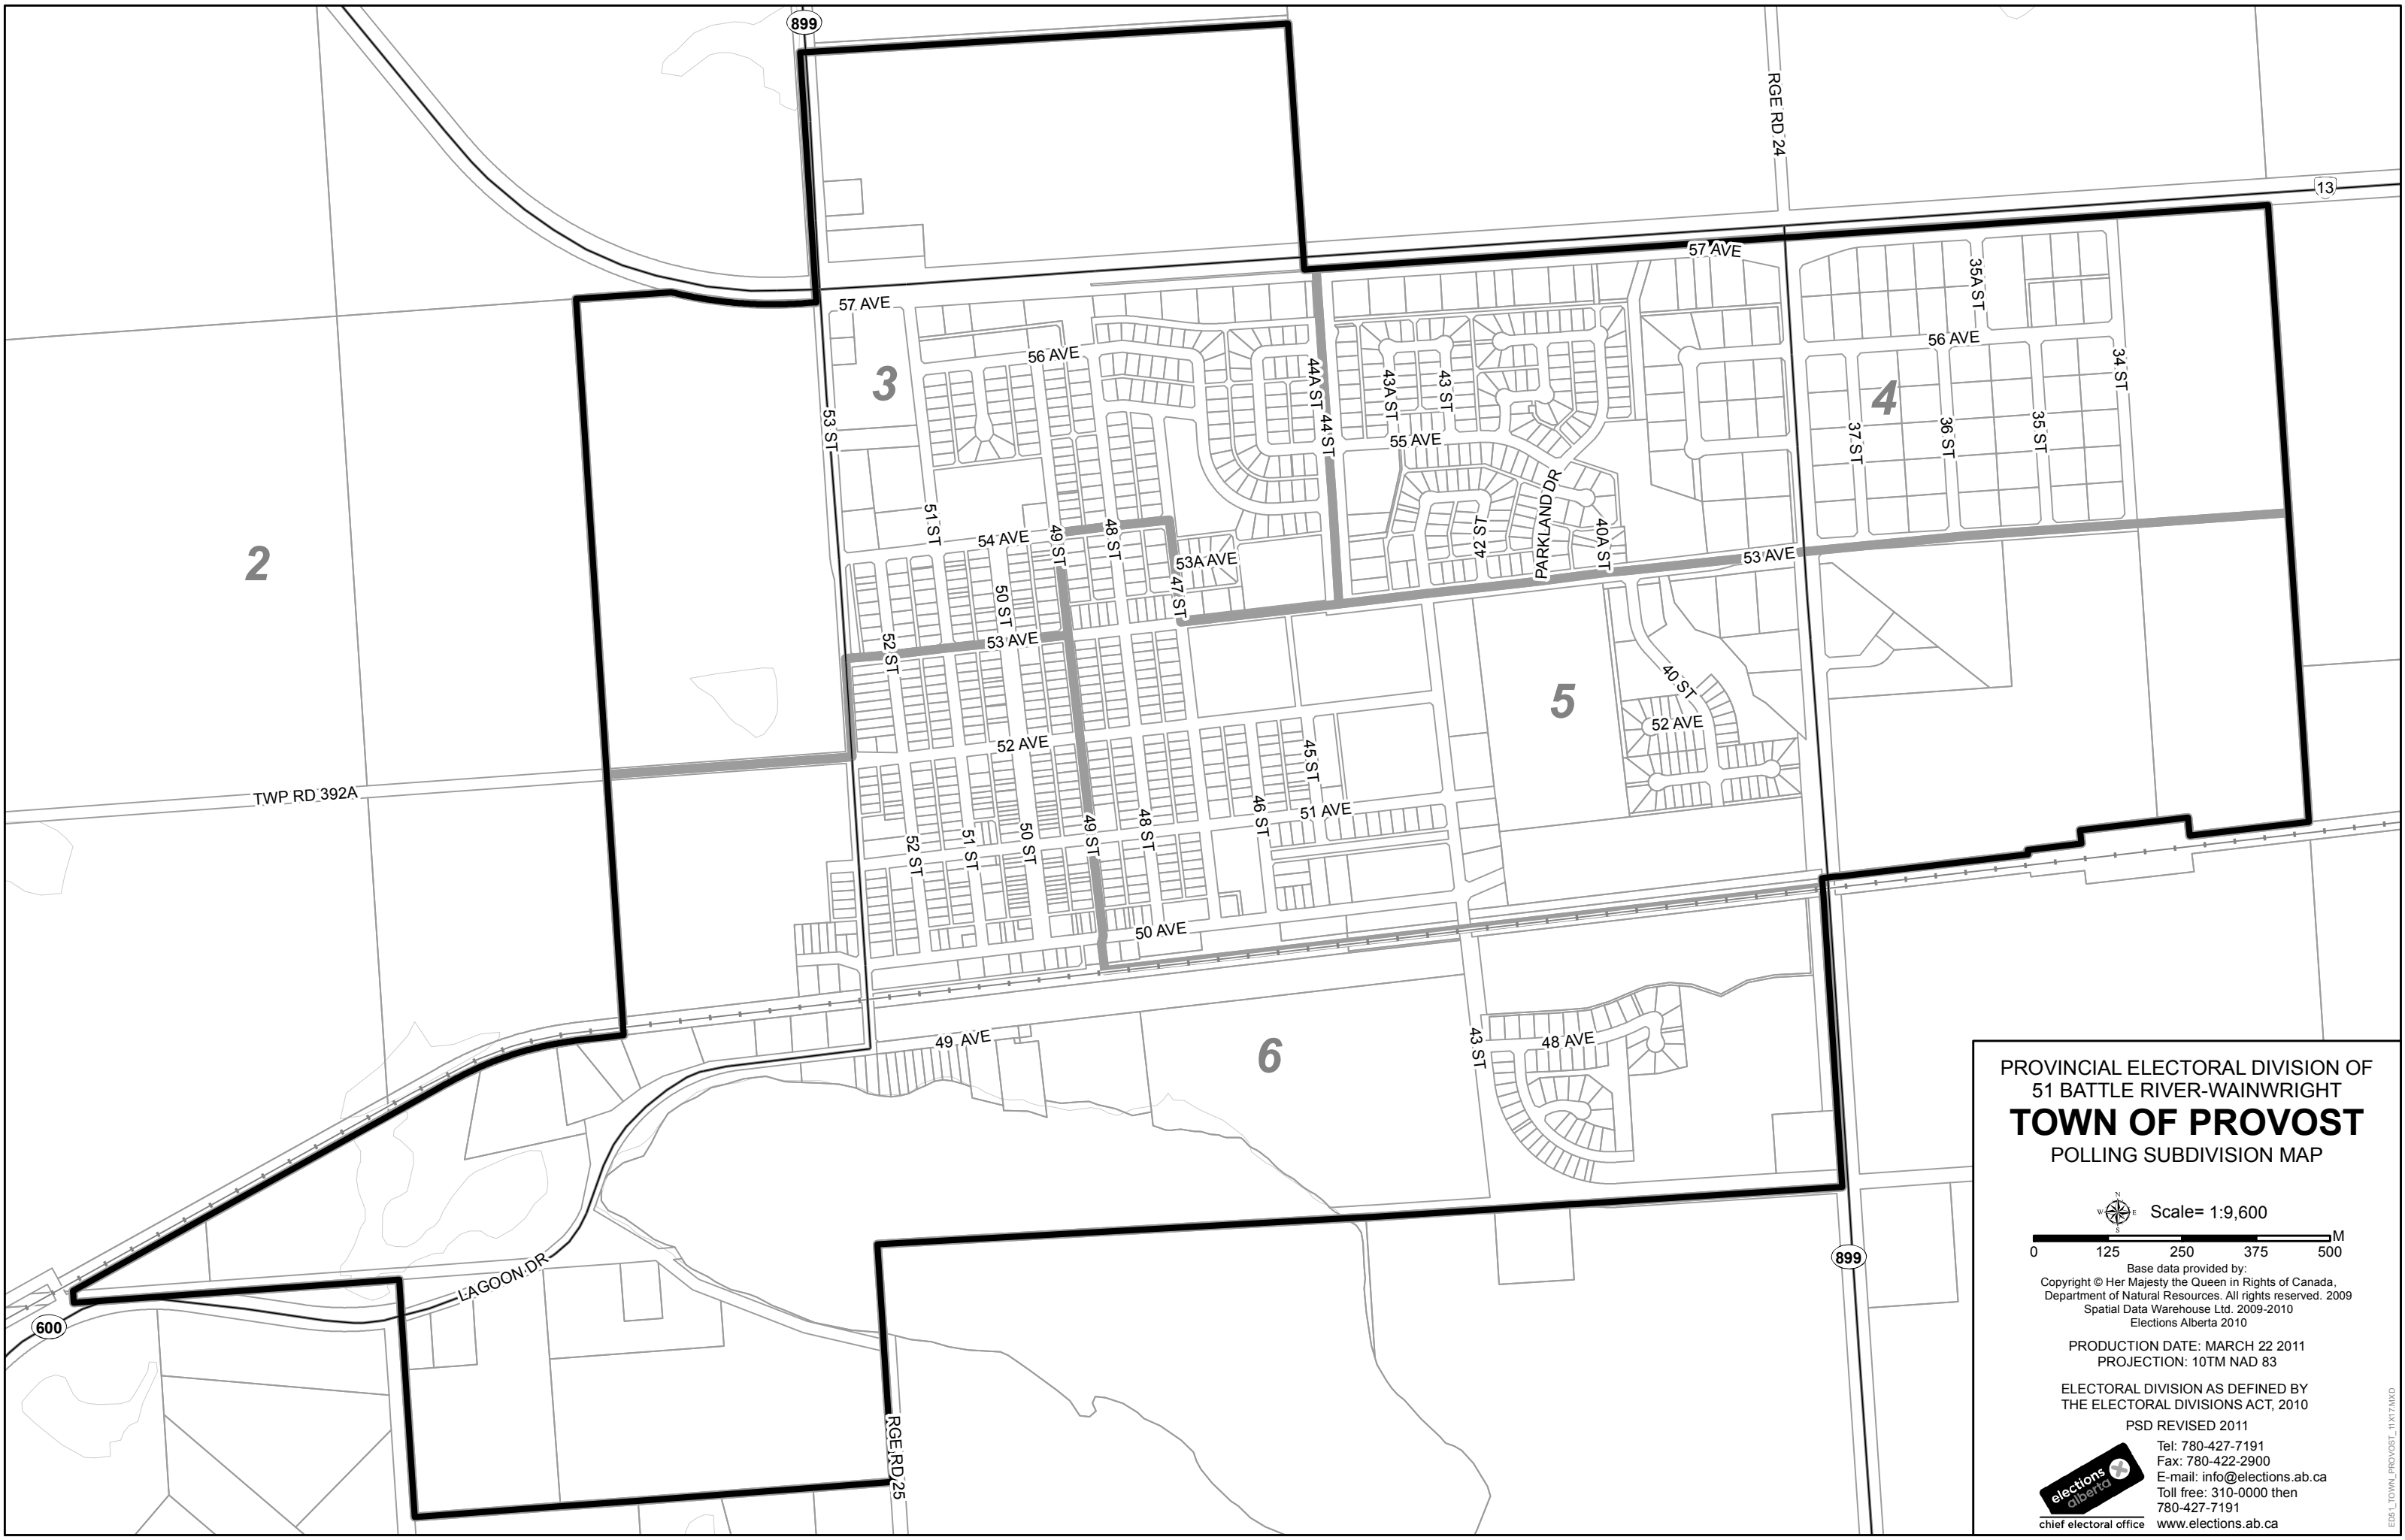 899
RGE RD 24
13
57 AVE
57 AVE
35A ST
56 AVE
56 AVE
34 ST
3
44A ST
43A ST
43 ST
4
53 ST
44 ST
55 AVE
37 ST
36 ST
35 ST
51 ST
PARKLAND DR
2
54 AVE
49 ST
48 ST
42 ST
40A ST
53A AVE
53 AVE
50 ST
47 ST
52 ST
53 AVE
40 ST
5
52 AVE
52 AVE
45 ST
TWP RD 392A
46 ST
51 AVE
52 ST
51 ST
50 ST
49 ST
48 ST
50 AVE
49 AVE
6
43 ST
48 AVE
LAGOON DR
600
899
RGE RD 25
PROVINCIAL ELECTORAL DIVISION OF
51 BATTLE RIVER-WAINWRIGHT
TOWN OF PROVOST
POLLING SUBDIVISION MAP
N
W E
S
Scale= 1:9,600
M
0 125 250 375 500
Base data provided by:
Copyright © Her Majesty the Queen in Rights of Canada,
Department of Natural Resources. All rights reserved. 2009
Spatial Data Warehouse Ltd. 2009-2010
Elections Alberta 2010
PRODUCTION DATE: MARCH 22 2011
PROJECTION: 10TM NAD 83
ELECTORAL DIVISION AS DEFINED BY
THE ELECTORAL DIVISIONS ACT, 2010
PSD REVISED 2011
elections
alberta
chief electoral office
Tel: 780-427-7191
Fax: 780-422-2900
E-mail: info@elections.ab.ca
Toll free: 310-0000 then
780-427-7191
www.elections.ab.ca
ED51_TOWN_PROVOST_11X17.MXD